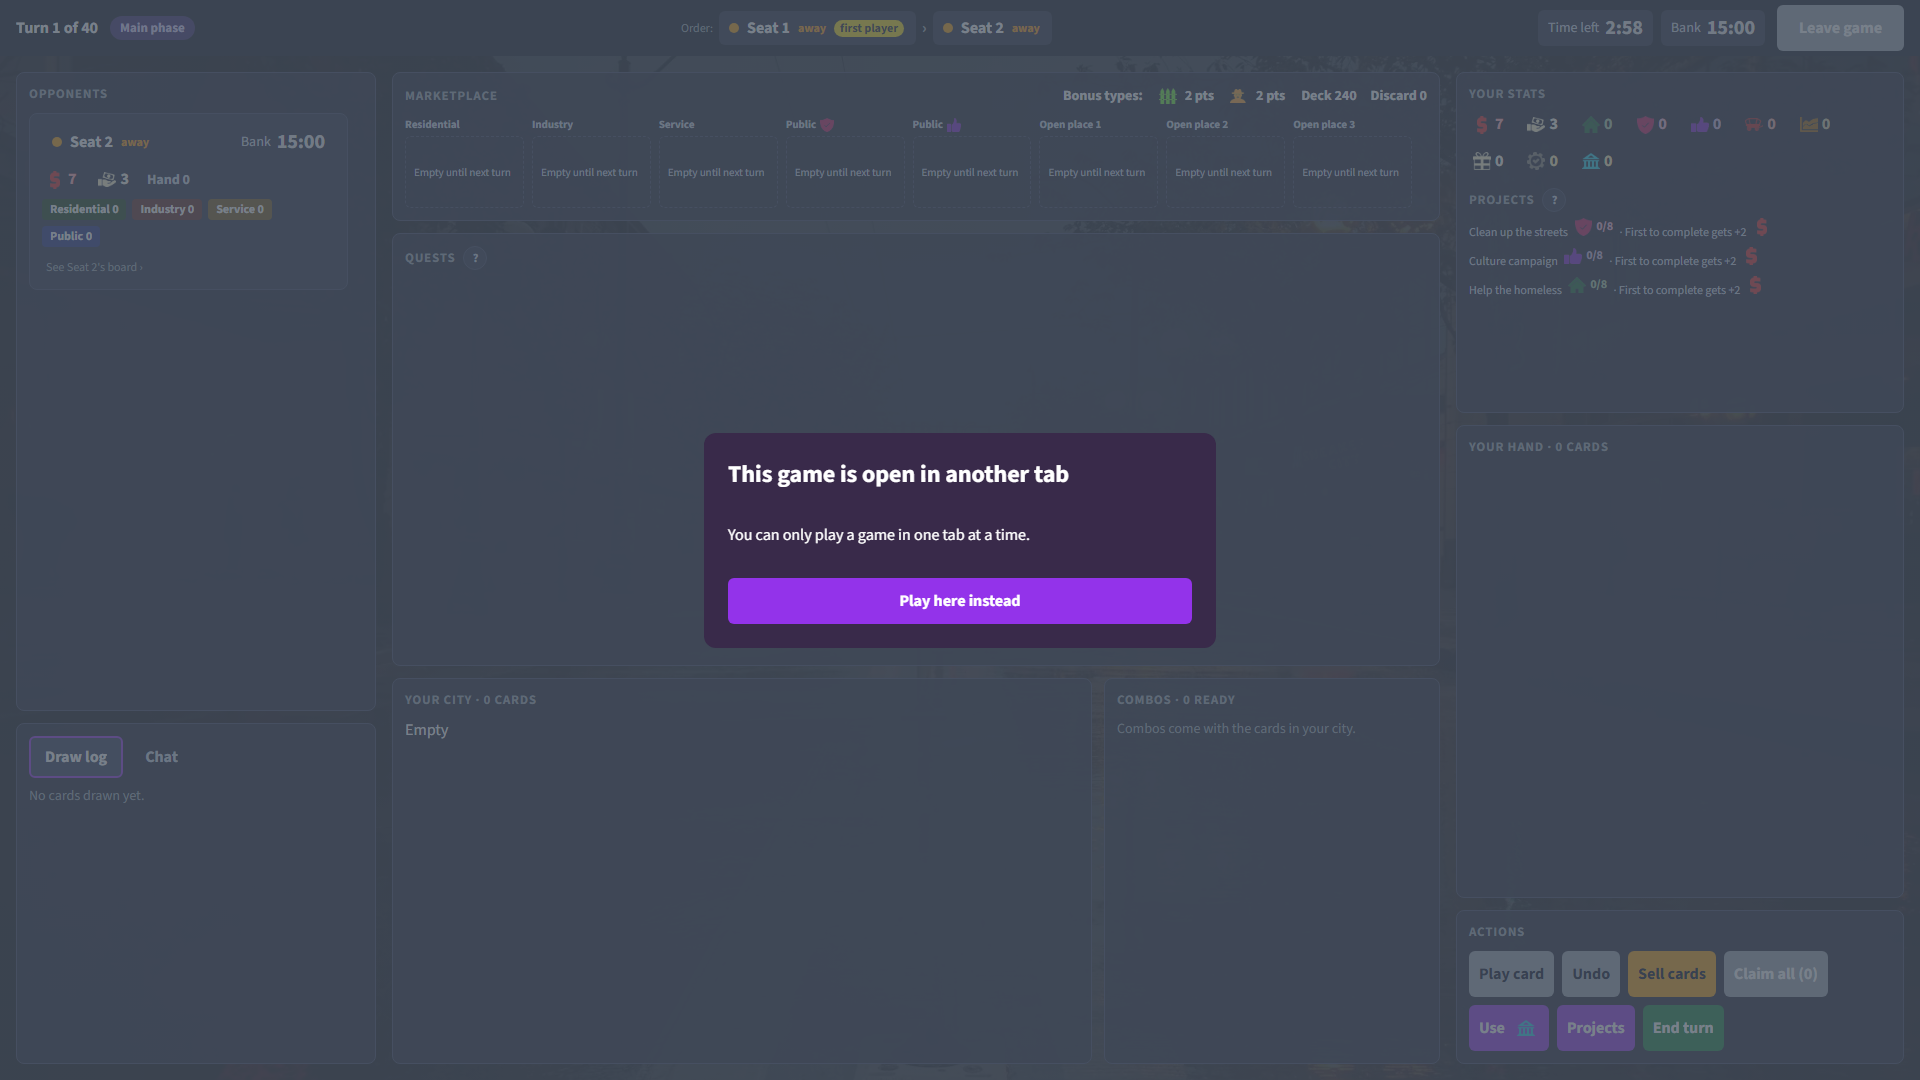 Turn 1 of 40 Main phase
Order: Seat 1 away first player › Seat 2 away
Time left 2:58 Bank 15:00 Leave game
OPPONENTS
Seat 2 away Bank 15:00
7 3 Hand 0
Residential 0 Industry 0 Service 0
Public 0
See Seat 2's board ›
Draw log Chat
No cards drawn yet.
MARKETPLACE Bonus types: 2 pts 2 pts Deck 240 Discard 0
Residential Industry Service Public Public Open place 1 Open place 2 Open place 3
Empty until next turn Empty until next turn Empty until next turn Empty until next turn Empty until next turn Empty until next turn Empty until next turn Empty until next turn
QUESTS ?
This game is open in another tab
You can only play a game in one tab at a time.
Play here instead
YOUR CITY · 0 CARDS
Empty
COMBOS · 0 READY
Combos come with the cards in your city.
YOUR STATS
7 3 0 0 0 0 0
0 0 0
PROJECTS ?
Clean up the streets 0/8 · First to complete gets +2
Culture campaign 0/8 · First to complete gets +2
Help the homeless 0/8 · First to complete gets +2
YOUR HAND · 0 CARDS
ACTIONS
Play card Undo Sell cards Claim all (0)
Use Projects End turn